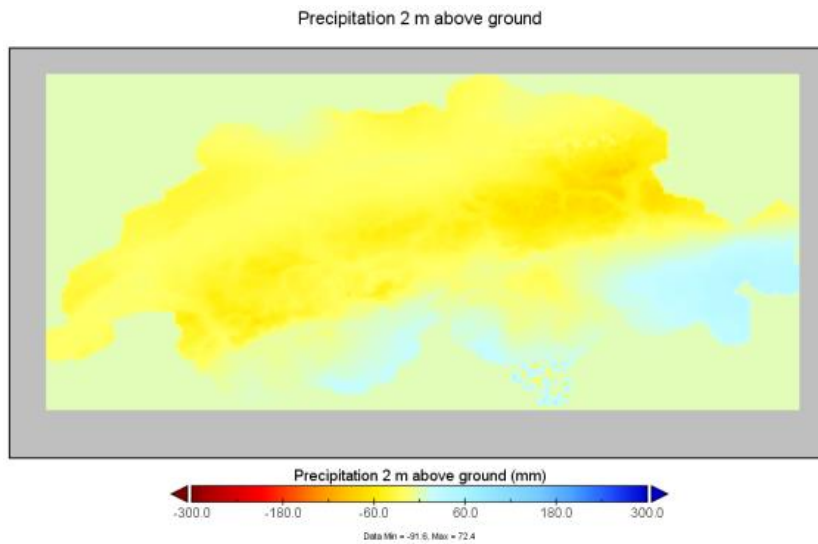 Precipitation 2 m above ground
Precipitation 2 m above ground (mm)
-300.0 -180.0 -60.0 60.0 180.0 300.0
Data Min = -91.6, Max = 72.4